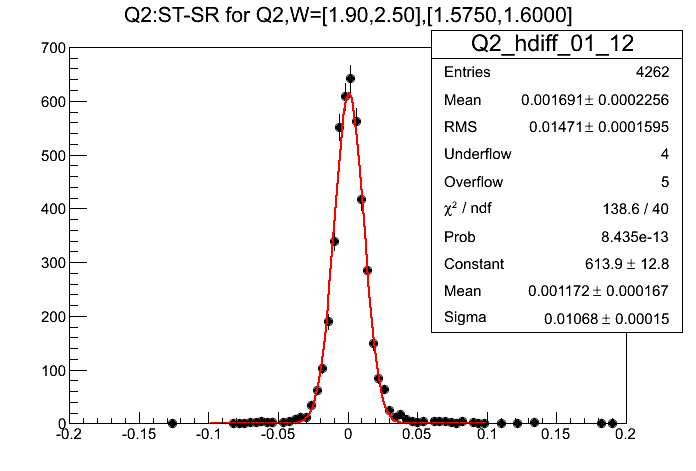 Q2:ST-SR for Q2,W=[1.90,2.50],[1.5750,1.6000]
Q2_hdiff_01_12
Entries 4262
Mean 0.001691± 0.0002256
RMS 0.01471± 0.0001595
Underflow 4
Overflow 5
χ² / ndf 138.6 / 40
Prob 8.435e-13
Constant 613.9 ± 12.8
Mean 0.001172 ± 0.000167
Sigma 0.01068 ± 0.00015
700
600
500
400
300
200
100
0
-0.2 -0.15 -0.1 -0.05 0 0.05 0.1 0.15 0.2